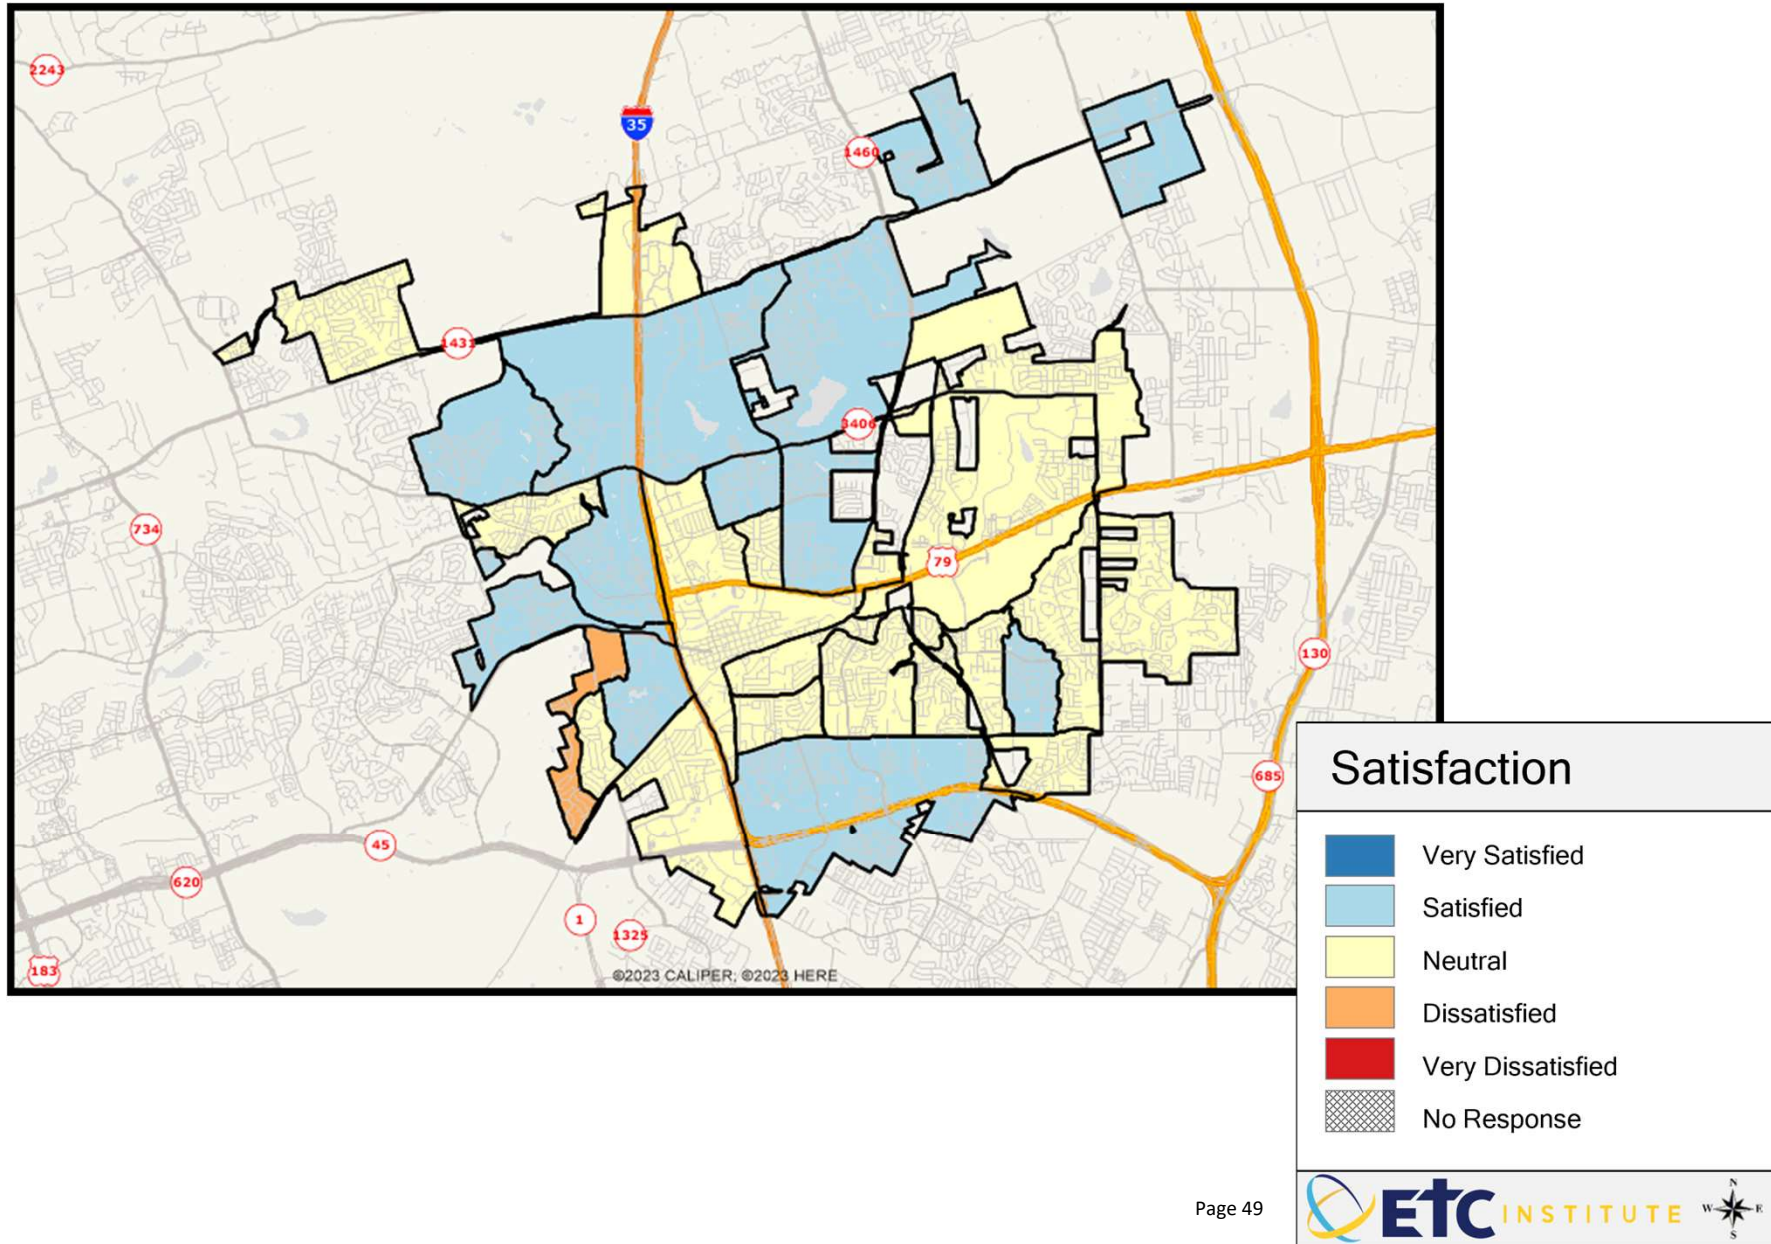 2243
35
1460
1431
3406
734
79
130
685
45
620
1
1325
183
©2023 CALIPER; ©2023 HERE
Satisfaction
Very Satisfied
Satisfied
Neutral
Dissatisfied
Very Dissatisfied
No Response
Page 49
ETC INSTITUTE
N
W E
S